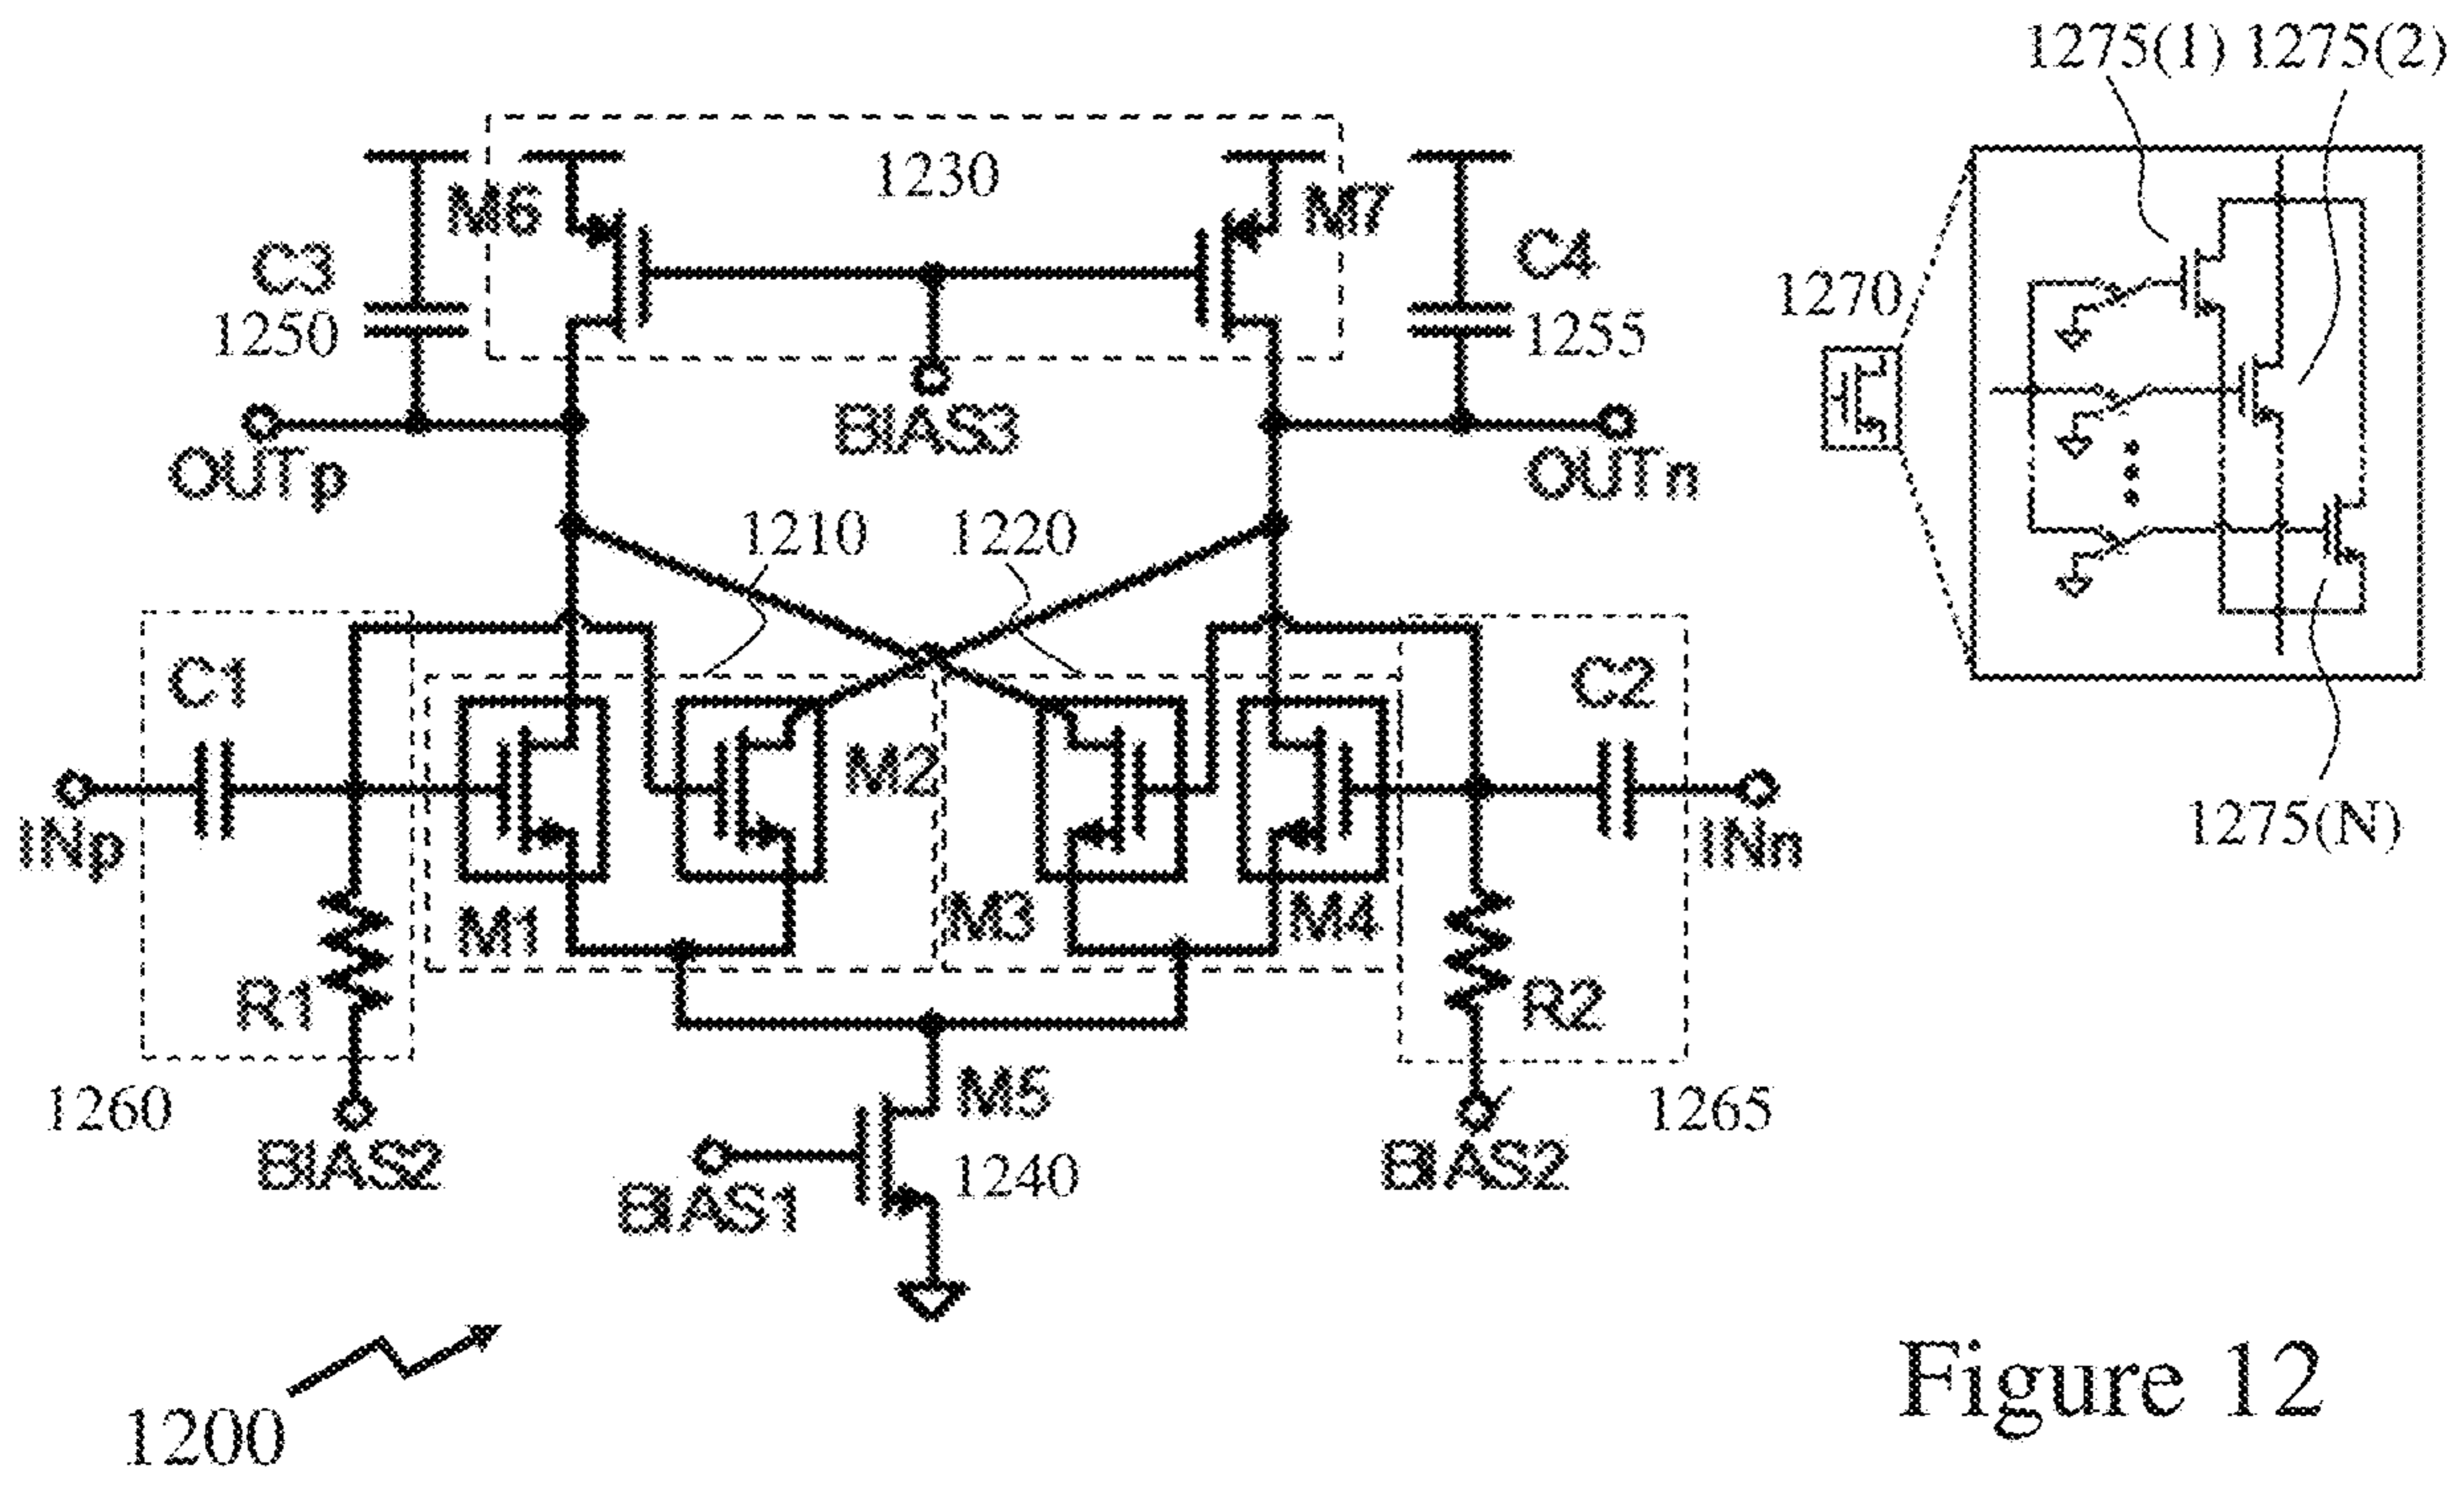 1275(1) 1275(2)
1230
M6
M7
C3
1250
C4
1255
1270
BIAS3
OUTp
OUTn
1210
1220
C1
C2
M2
INp
INn
1275(N)
M1
M3
M4
R1
R2
M5
1260
1265
BIAS2
BIAS1
1240
BIAS2
1200
Figure 12